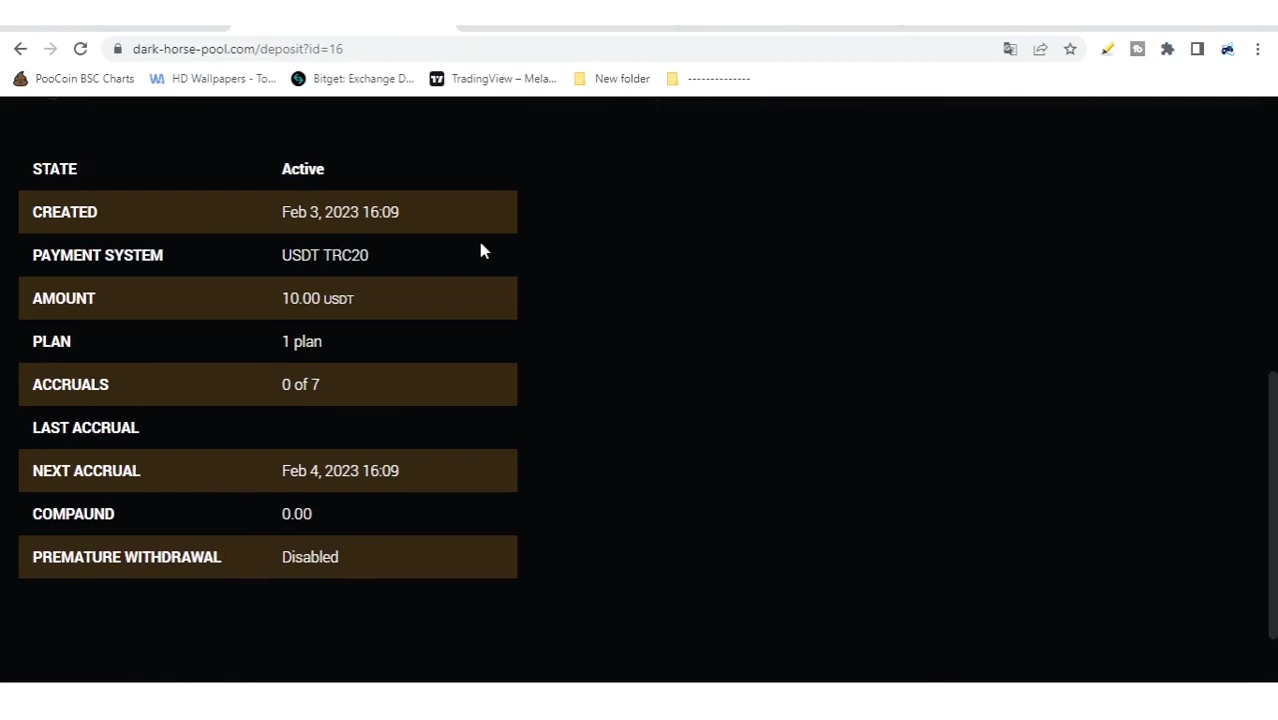 dark-horse-pool.com/deposit?id=16
PooCoin BSC Charts HD Wallpapers - To... Bitget: Exchange D... TradingView – Mela... New folder --------------
STATE Active
CREATED Feb 3, 2023 16:09
PAYMENT SYSTEM USDT TRC20
AMOUNT 10.00 USDT
PLAN 1 plan
ACCRUALS 0 of 7
LAST ACCRUAL
NEXT ACCRUAL Feb 4, 2023 16:09
COMPAUND 0.00
PREMATURE WITHDRAWAL Disabled